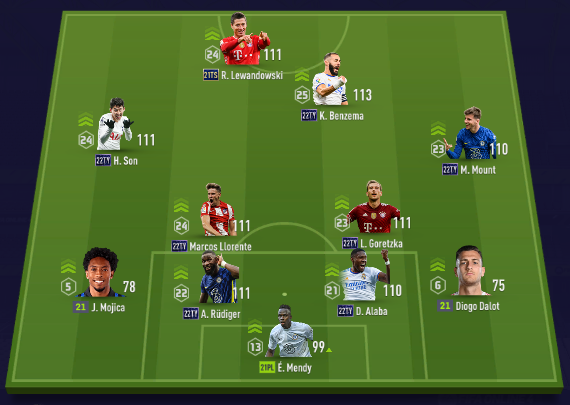 24 111
21TS R. Lewandowski
25 113
22TY K. Benzema
24 111
22TY H. Son
23 110
22TY M. Mount
24 111
22TY Marcos Llorente
23 111
22TY L. Goretzka
5 78
21 J. Mojica
22 111
22TY A. Rüdiger
21 110
22TY D. Alaba
6 75
21 Diogo Dalot
13 99
21PL É. Mendy